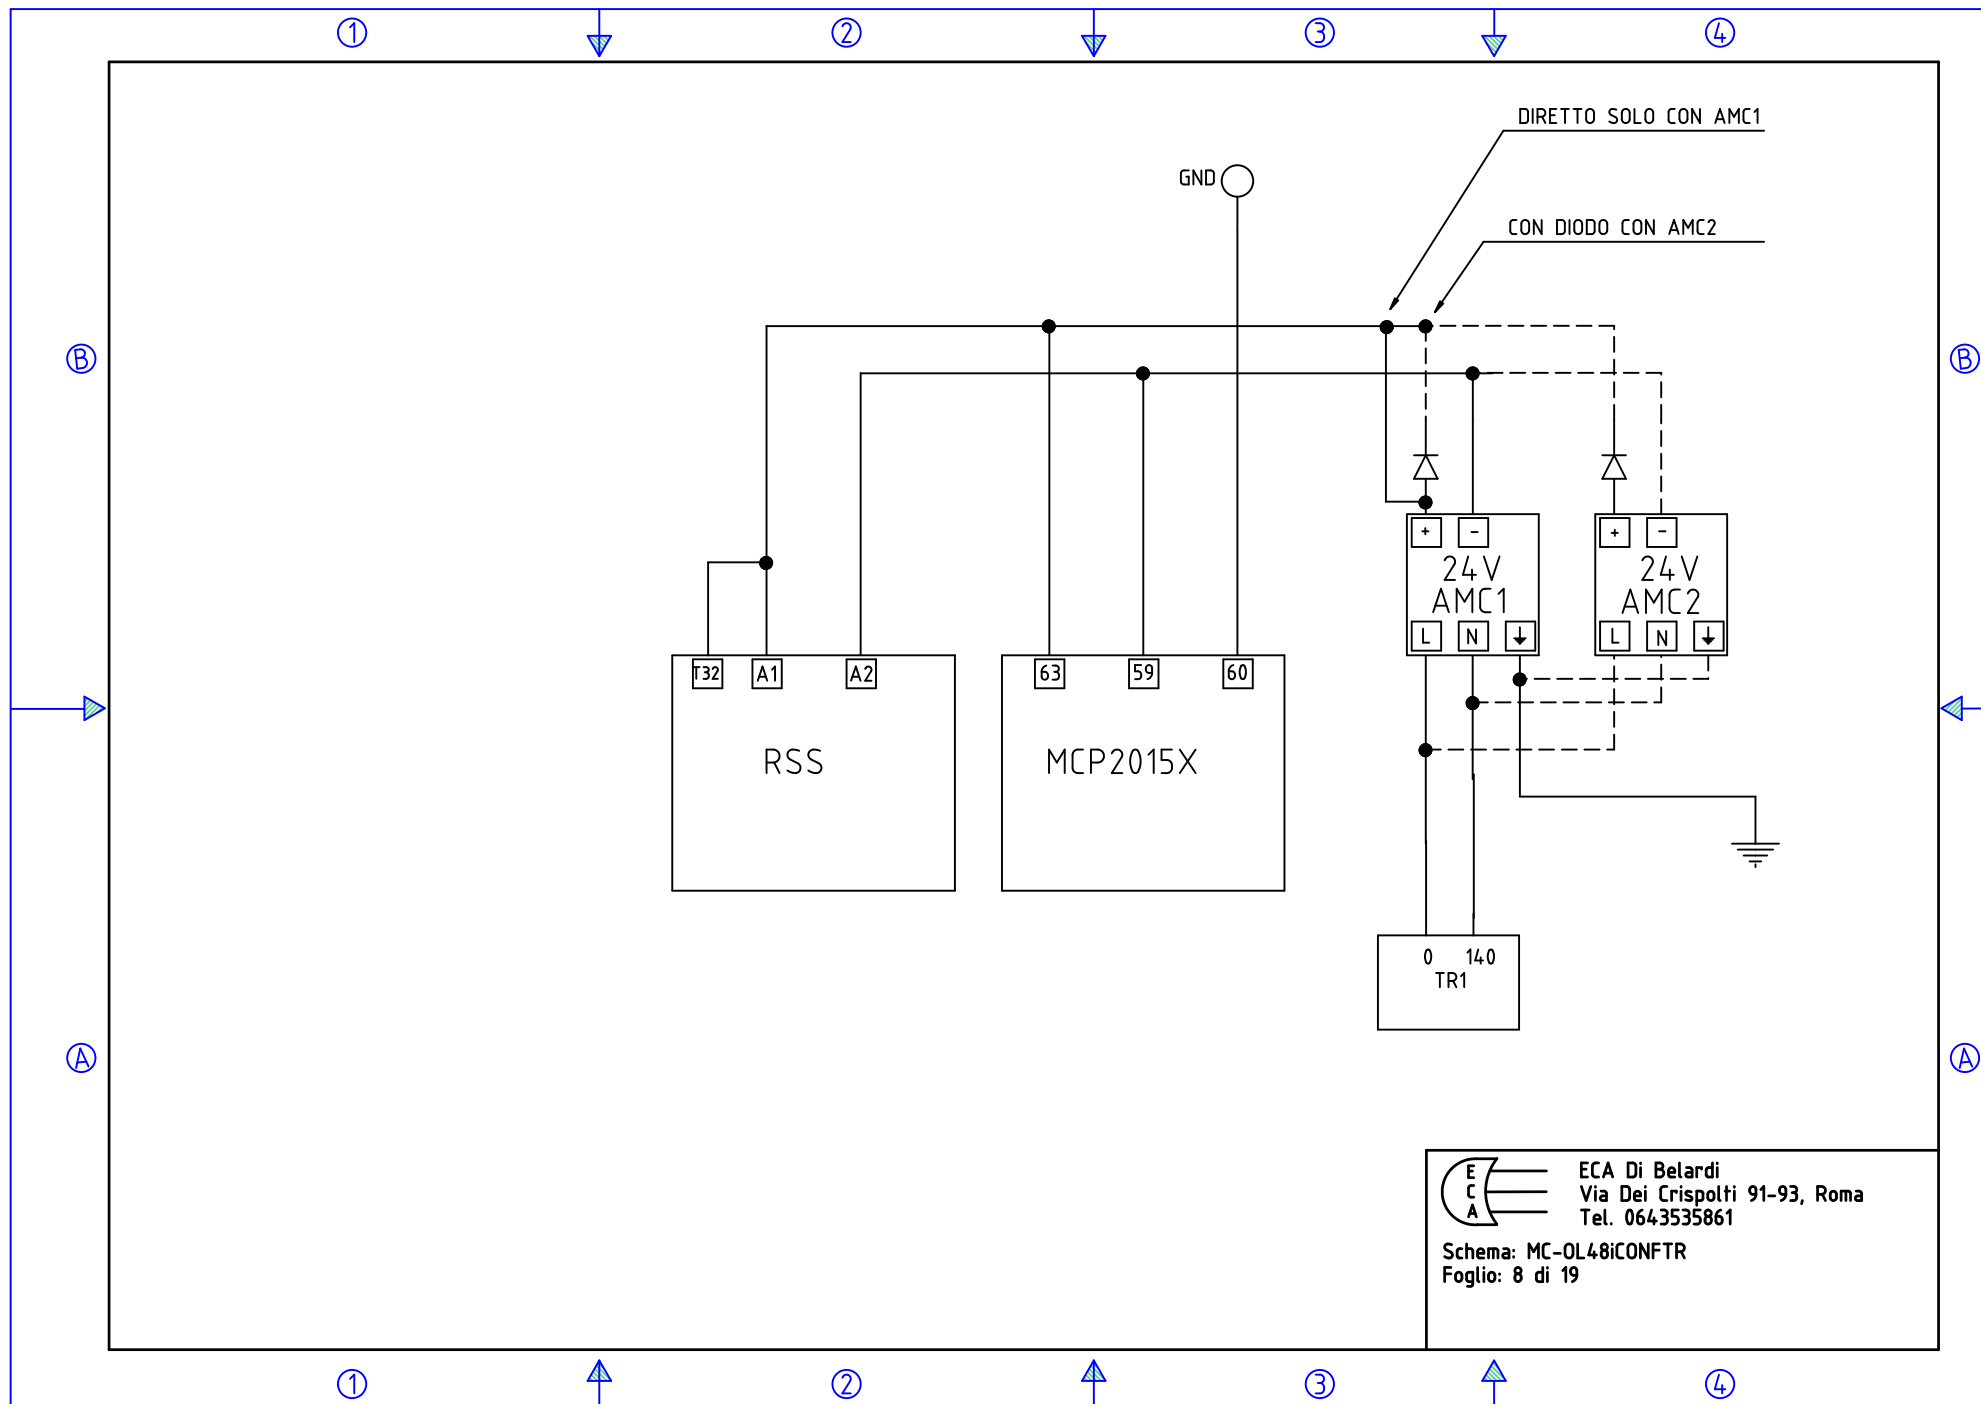 1 2 3 4
DIRETTO SOLO CON AMC1
GND
CON DIODO CON AMC2
B B
+ - + -
24V 24V
AMC1 AMC2
L N L N
T32 A1 A2 63 59 60
RSS MCP2015X
0 140
TR1
A A
E
C
A
ECA Di Belardi
Via Dei Crispolti 91-93, Roma
Tel. 0643535861
Schema: MC-OL48iCONFTR
Foglio: 8 di 19
1 2 3 4